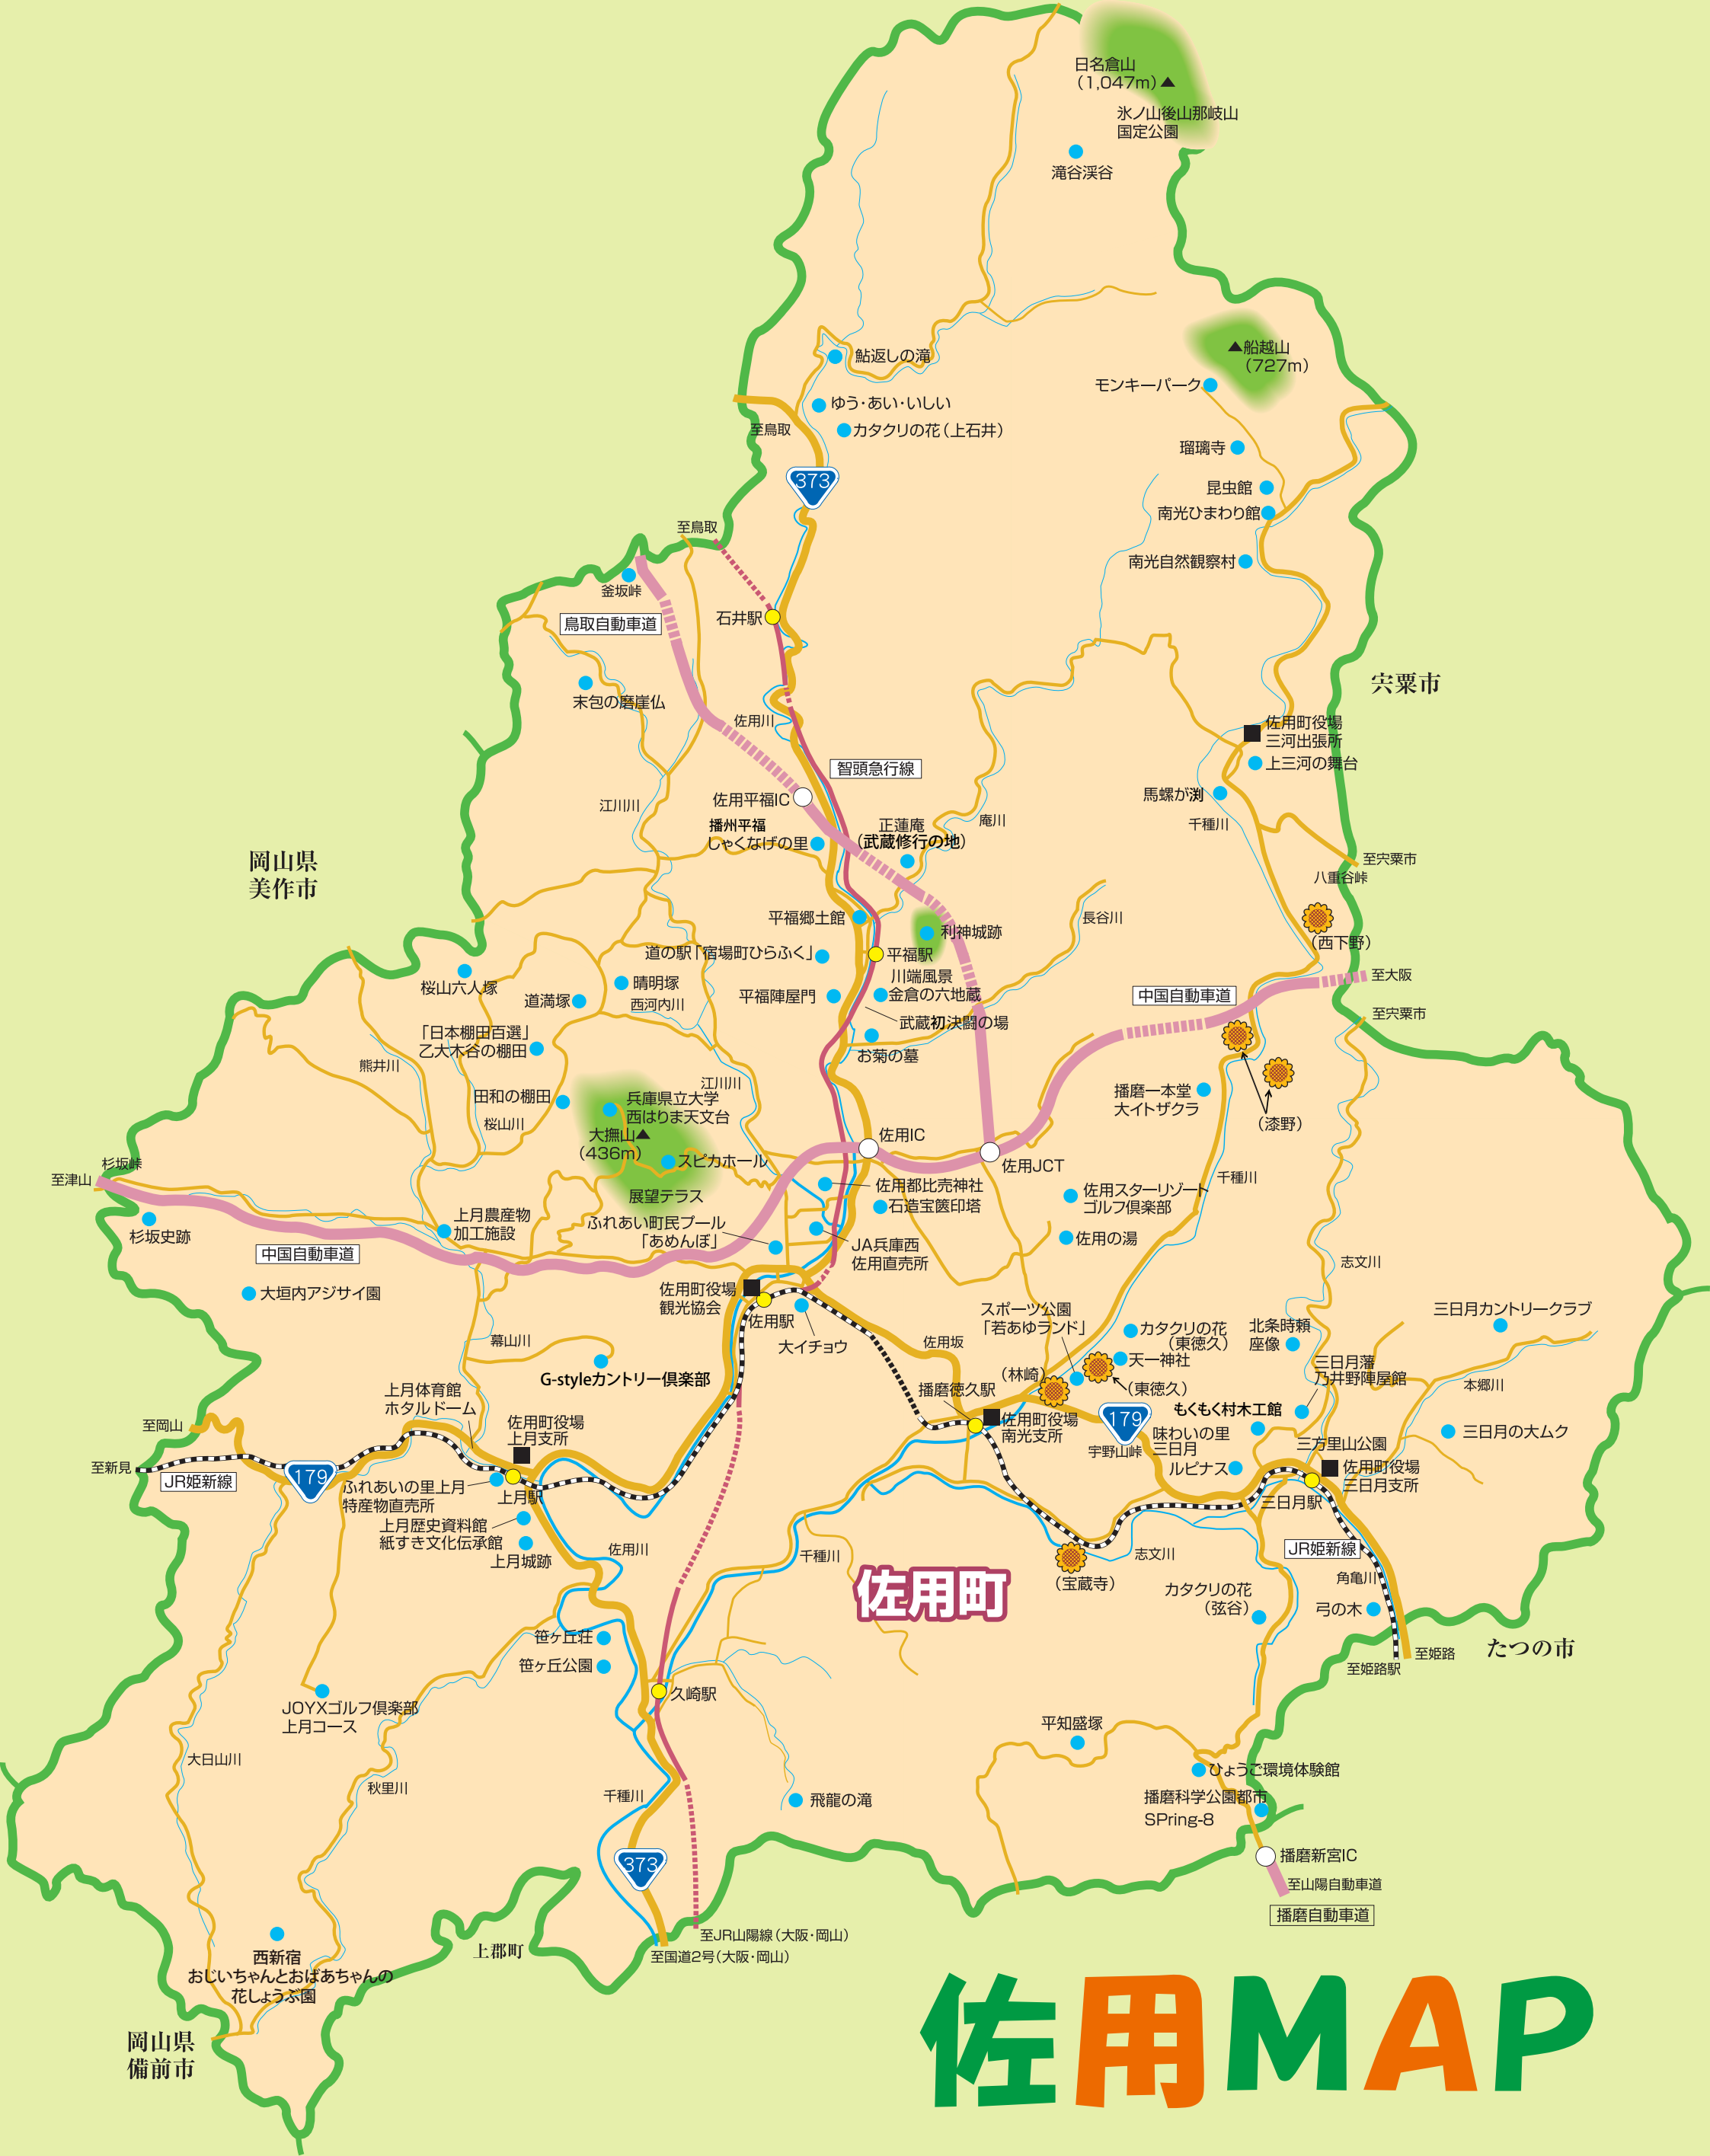 日名倉山
（1,047m）
氷ノ山後山那岐山
国定公園
滝谷渓谷
鮎返しの滝
船越山
（727m）
モンキーパーク
ゆう・あい・いしい
至鳥取
カタクリの花（上石井）
瑠璃寺
373
昆虫館
南光ひまわり館
至鳥取
南光自然観察村
釜坂峠
鳥取自動車道
石井駅
宍粟市
末包の磨崖仏
佐用川
佐用町役場
三河出張所
上三河の舞台
智頭急行線
江川川
佐用平福IC
馬螺が渕
千種川
播州平福
しゃくなげの里
正蓮庵
（武蔵修行の地）
庵川
岡山県
美作市
至宍粟市
八重谷峠
平福郷土館
長谷川
利神城跡
（西下野）
道の駅「宿場町ひらふく」
平福駅
川端風景
桜山六人塚
晴明塚
道満塚
西河内川
平福陣屋門
金倉の六地蔵
至大阪
中国自動車道
至宍粟市
武蔵初決闘の場
「日本棚田百選」
乙大木谷の棚田
お菊の墓
熊井川
江川川
田和の棚田
兵庫県立大学
西はりま天文台
播磨一本堂
大イトザクラ
桜山川
大撫山
（436m）
（漆野）
佐用IC
佐用JCT
スピカホール
杉坂峠
至津山
千種川
佐用都比売神社
佐用スターリゾート
ゴルフ倶楽部
展望テラス
石造宝篋印塔
杉坂史跡
上月農産物
加工施設
ふれあい町民プール
「あめんぼ」
佐用の湯
中国自動車道
JA兵庫西
佐用直売所
志文川
大垣内アジサイ園
佐用町役場
観光協会
佐用駅
スポーツ公園
「若あゆランド」
三日月カントリークラブ
大イチョウ
幕山川
佐用坂
カタクリの花
（東徳久）
北条時頼
座像
天一神社
三日月藩
乃井野陣屋館
G-styleカントリー倶楽部
（林崎）
（東徳久）
本郷川
上月体育館
ホタルドーム
播磨徳久駅
もくもく村木工館
至岡山
佐用町役場
上月支所
佐用町役場
南光支所
179
味わいの里
三日月
三日月の大ムク
宇野山峠
三方里山公園
至新見
JR姫新線
179
ルピナス
佐用町役場
三日月支所
ふれあいの里上月
特産物直売所
上月駅
三日月駅
上月歴史資料館
紙すき文化伝承館
上月城跡
佐用川
千種川
志文川
JR姫新線
佐用町
（宝蔵寺）
角亀川
カタクリの花
（弦谷）
弓の木
笹ヶ丘荘
たつの市
至姫路
至姫路駅
笹ヶ丘公園
久崎駅
JOYXゴルフ倶楽部
上月コース
平知盛塚
大日山川
ひょうご環境体験館
秋里川
千種川
飛龍の滝
播磨科学公園都市
SPring-8
373
播磨新宮IC
至山陽自動車道
播磨自動車道
至JR山陽線（大阪・岡山）
上郡町
至国道2号（大阪・岡山）
西新宿
おじいちゃんとおばあちゃんの
花しょうぶ園
岡山県
備前市
佐用MAP